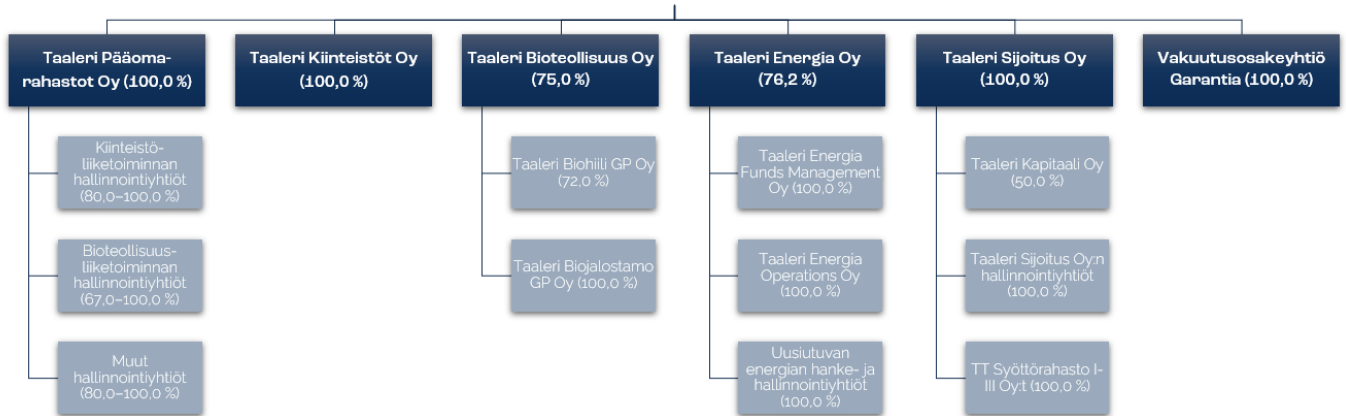 Taaleri Pääoma-
rahastot Oy (100,0 %)
Taaleri Kiinteistöt Oy
(100,0 %)
Taaleri Bioteollisuus Oy
(75,0 %)
Taaleri Energia Oy
(76,2 %)
Taaleri Sijoitus Oy
(100,0 %)
Vakuutusosakeyhtiö
Garantia (100,0 %)
Kiinteistö-
liiketoiminnan
hallinnointiyhtiöt
(80,0–100,0 %)
Taaleri Biohiili GP Oy
(72,0 %)
Taaleri Energia
Funds Management
Oy (100,0 %)
Taaleri Kapitaali Oy
(50,0 %)
Bioteollisuus-
liiketoiminnan
hallinnointiyhtiöt
(67,0–100,0 %)
Taaleri Biojalostamo
GP Oy (100,0 %)
Taaleri Energia
Operations Oy
(100,0 %)
Taaleri Sijoitus Oy:n
hallinnointiyhtiöt
(100,0 %)
Muut
hallinnointiyhtiöt
(80,0–100,0 %)
Uusiutuvan
energian hanke- ja
hallinnointiyhtiöt
(100,0 %)
TT Syöttörahasto I-
III Oy:t (100,0 %)